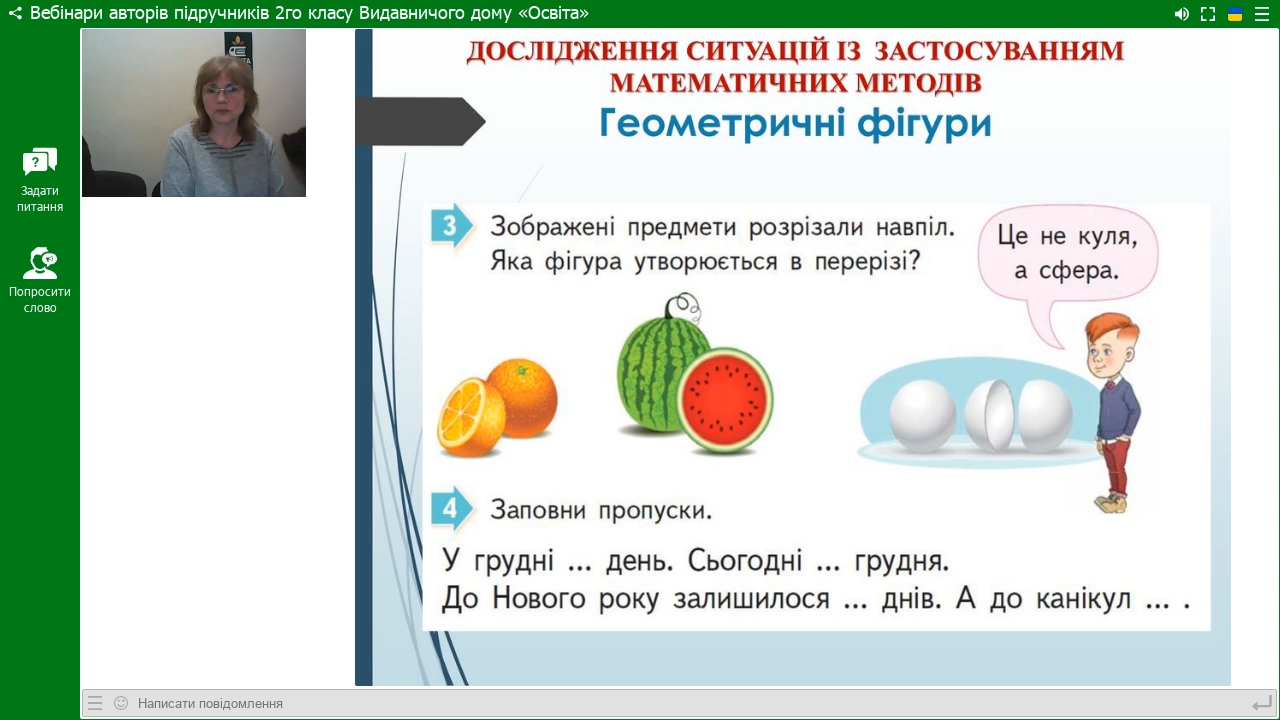 Вебінари авторів підручників 2го класу Видавничого дому «Освіта»
Задати
питання
Попросити
слово
ДОСЛІДЖЕННЯ СИТУАЦІЙ ІЗ ЗАСТОСУВАННЯМ
МАТЕМАТИЧНИХ МЕТОДІВ
Геометричні фігури
3 Зображені предмети розрізали навпіл.
Яка фігура утворюється в перерізі?
Це не куля,
а сфера.
4 Заповни пропуски.
У грудні ... день. Сьогодні ... грудня.
До Нового року залишилося ... днів. А до канікул ... .
Написати повідомлення